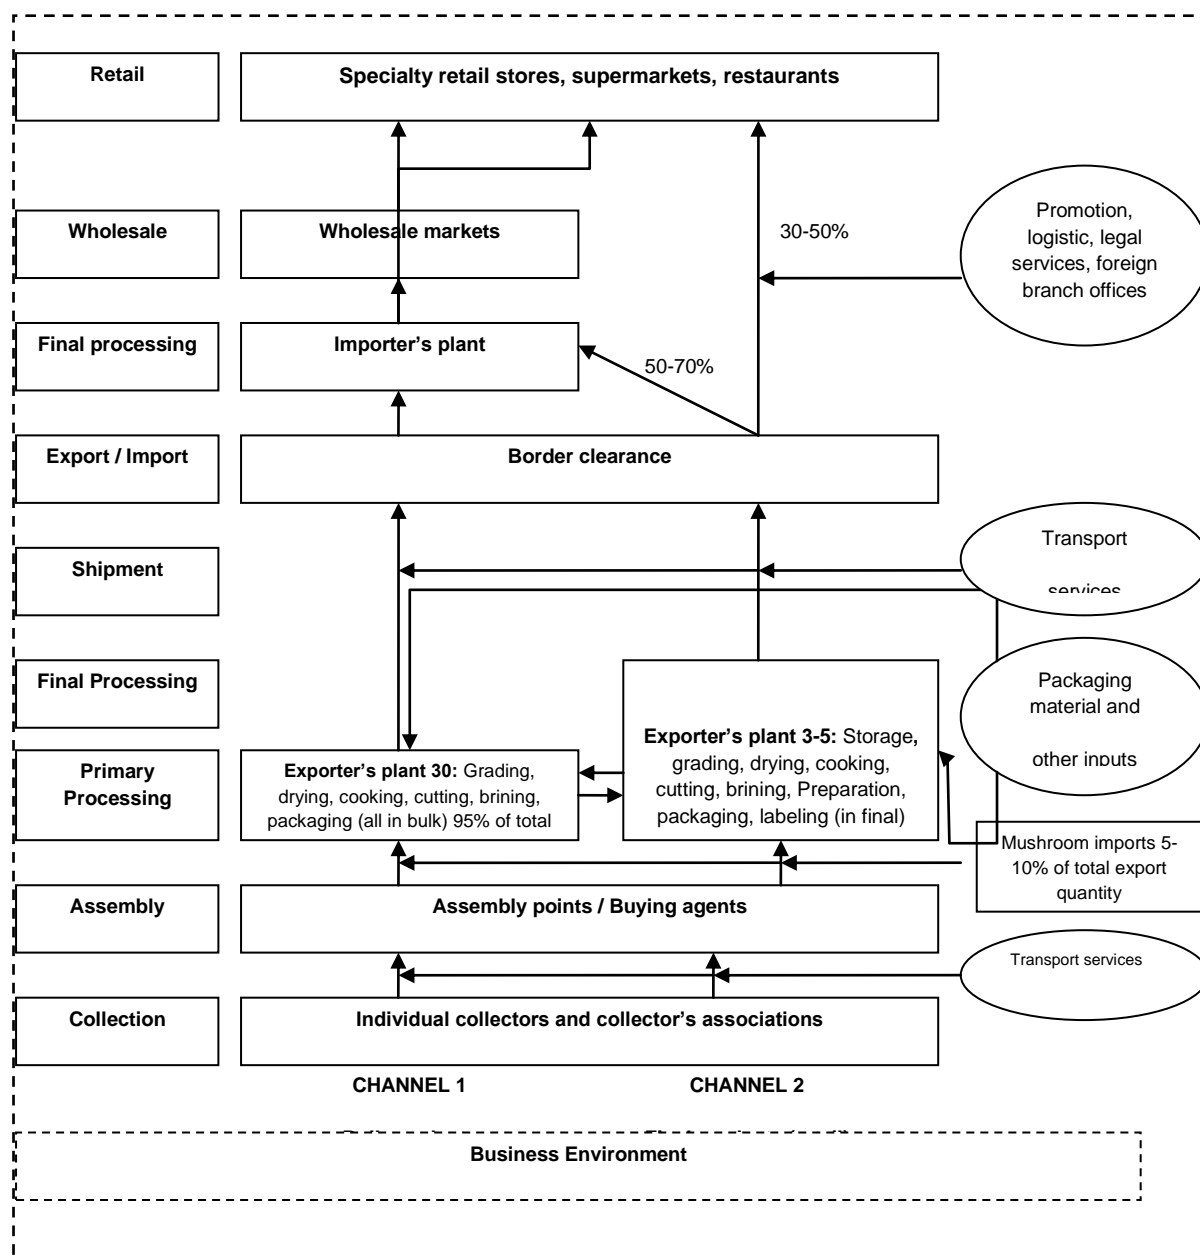 Retail
Specialty retail stores, supermarkets, restaurants
Promotion,
logistic, legal
services, foreign
branch offices
Wholesale
Wholesale markets
30-50%
Final processing
Importer's plant
50-70%
Export / Import
Border clearance
Shipment
Transport
services
Final Processing
Packaging
material and
other inputs
Primary
Processing
Exporter's plant 30: Grading,
drying, cooking, cutting, brining,
packaging (all in bulk) 95% of total
Exporter's plant 3-5: Storage,
grading, drying, cooking,
cutting, brining, Preparation,
packaging, labeling (in final)
Mushroom imports 5-
10% of total export
quantity
Assembly
Assembly points / Buying agents
Transport services
Collection
Individual collectors and collector's associations
CHANNEL 1
CHANNEL 2
Business Environment